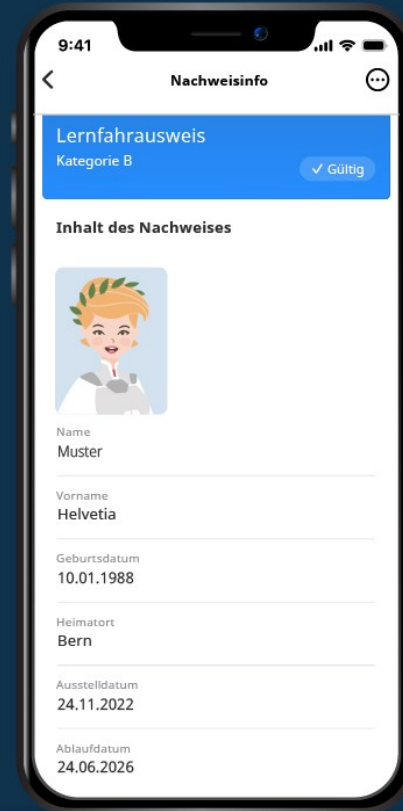 9:41
Nachweisinfo
Lernfahrausweis
Kategorie B
✓ Gültig
Inhalt des Nachweises
Name
Muster
Vorname
Helvetia
Geburtsdatum
10.01.1988
Heimatort
Bern
Ausstelldatum
24.11.2022
Ablaufdatum
24.06.2026